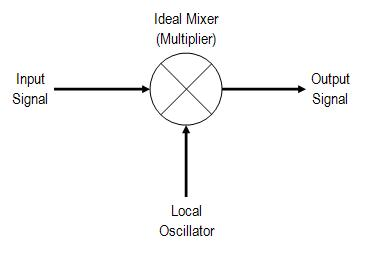 Ideal Mixer
(Multiplier)
Input
Signal
Output
Signal
Local
Oscillator